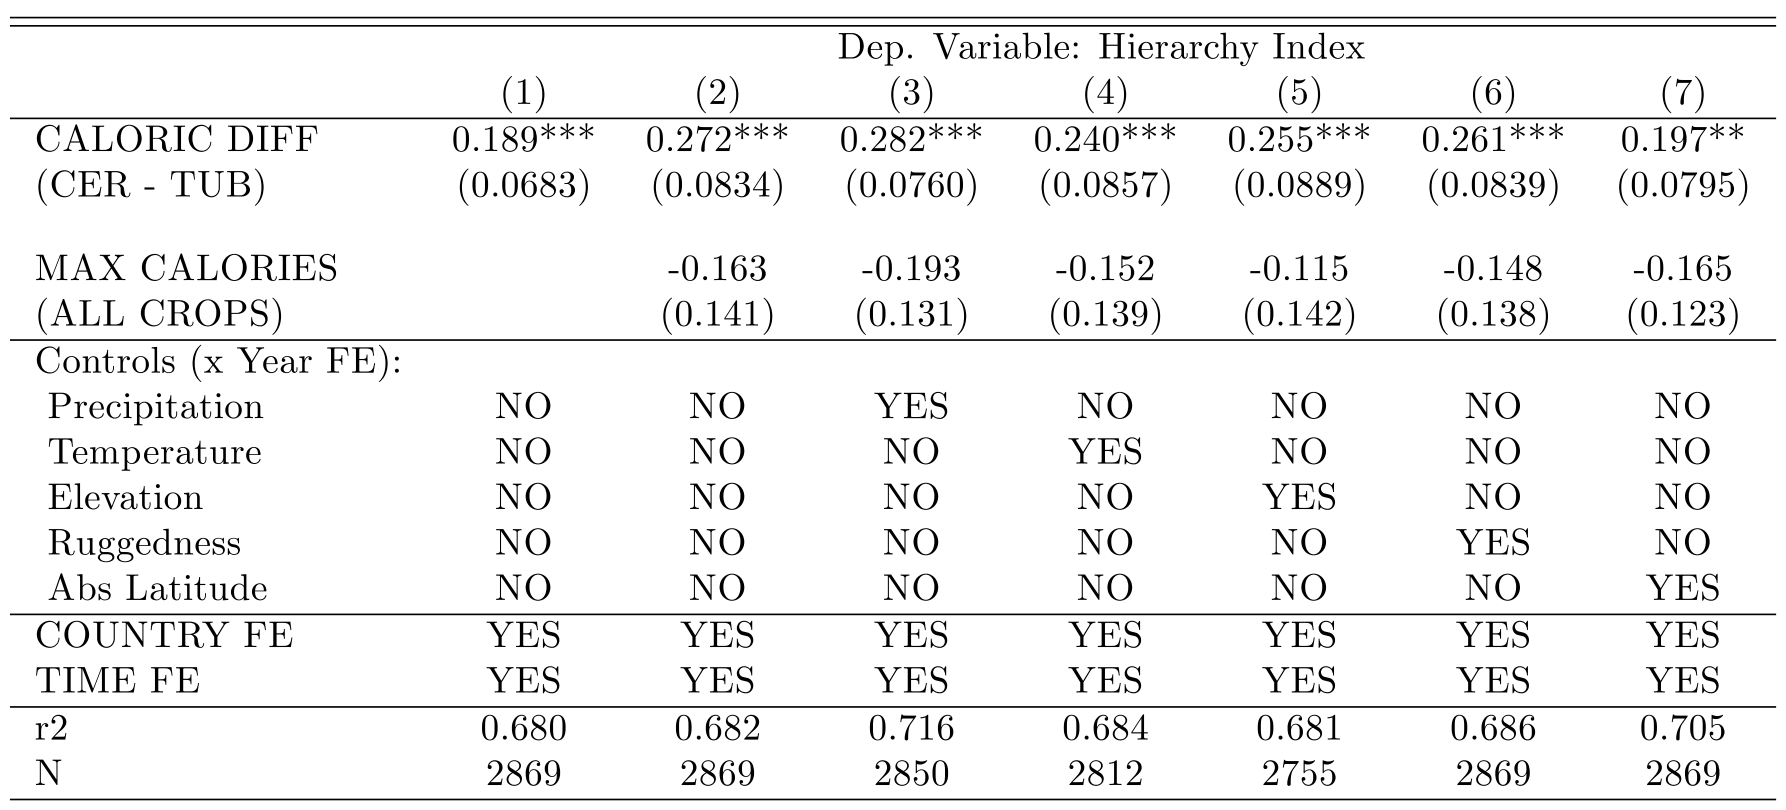 Dep. Variable: Hierarchy Index
(1) (2) (3) (4) (5) (6) (7)
CALORIC DIFF 0.189*** 0.272*** 0.282*** 0.240*** 0.255*** 0.261*** 0.197**
(CER - TUB) (0.0683) (0.0834) (0.0760) (0.0857) (0.0889) (0.0839) (0.0795)
MAX CALORIES -0.163 -0.193 -0.152 -0.115 -0.148 -0.165
(ALL CROPS) (0.141) (0.131) (0.139) (0.142) (0.138) (0.123)
Controls (x Year FE):
Precipitation NO NO YES NO NO NO NO
Temperature NO NO NO YES NO NO NO
Elevation NO NO NO NO YES NO NO
Ruggedness NO NO NO NO NO YES NO
Abs Latitude NO NO NO NO NO NO YES
COUNTRY FE YES YES YES YES YES YES YES
TIME FE YES YES YES YES YES YES YES
r2 0.680 0.682 0.716 0.684 0.681 0.686 0.705
N 2869 2869 2850 2812 2755 2869 2869